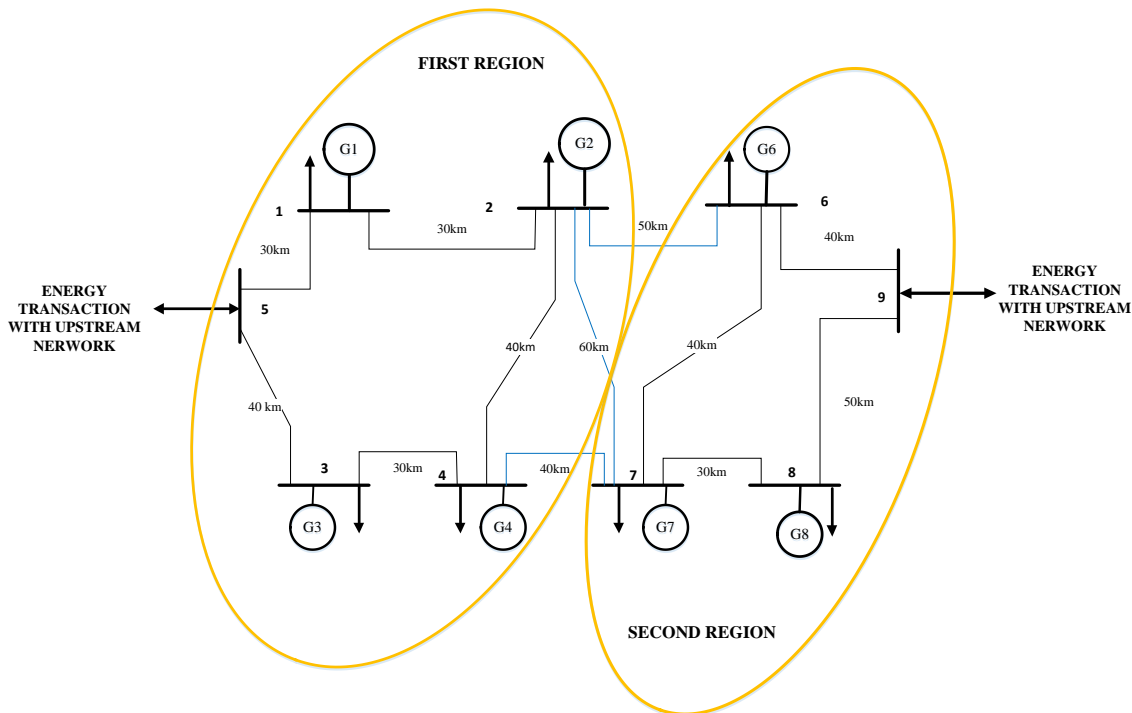 FIRST REGION
G1
G2
G6
1
2
6
30km
50km
30km
40km
5
9
ENERGY
TRANSACTION
WITH UPSTREAM
NERWORK
ENERGY
TRANSACTION
WITH UPSTREAM
NERWORK
40km
60km
40km
40 km
50km
3
30km
4
40km
7
30km
8
G3
G4
G7
G8
SECOND REGION